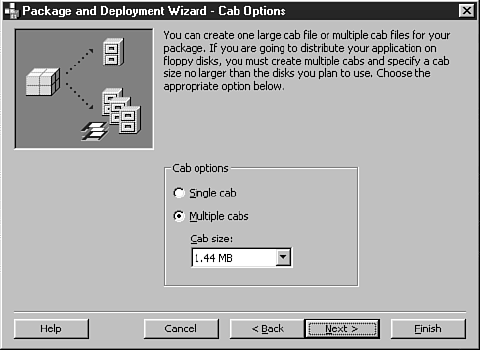 Package and Deployment Wizard - Cab Options
You can create one large cab file or multiple cab files for your
package. If you are going to distribute your application on
floppy disks, you must create multiple cabs and specify a cab
size no larger than the disks you plan to use. Choose the
appropriate option below.
Cab options
Single cab
Multiple cabs
Cab size:
1.44 MB
Help
Cancel
< Back
Next >
Finish